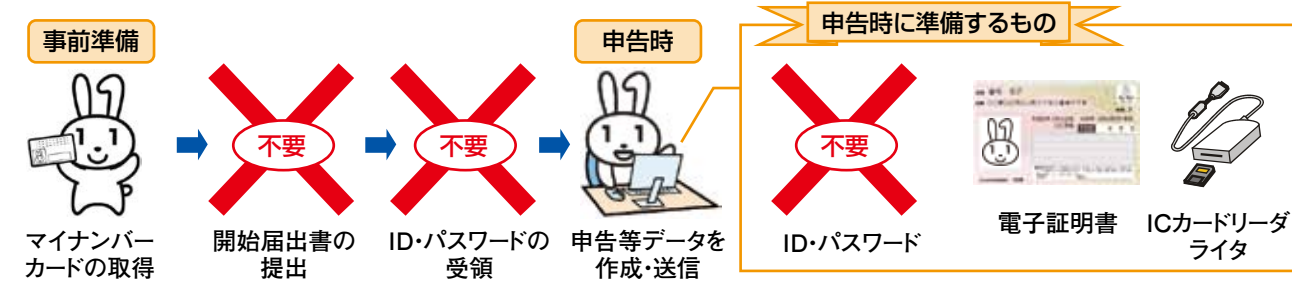 事前準備
マイナンバー
カードの取得
不要
開始届出書の
提出
不要
ID・パスワードの
受領
申告時
申告等データを
作成・送信
申告時に準備するもの
不要
ID・パスワード
電子証明書
ICカードリーダ
ライタ